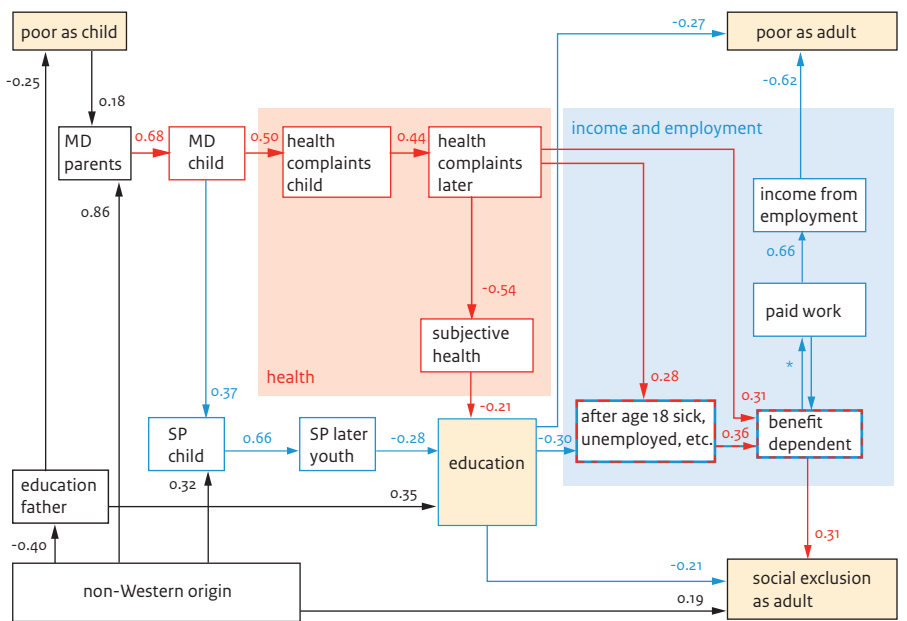 poor as child
-0.27
poor as adult
-0.25
0.18
-0.62
MD
parents
0.68
MD
child
0.50
health
complaints
child
0.44
health
complaints
later
income and employment
0.86
income from
employment
0.66
-0.54
paid work
subjective
health
*
health
0.37
-0.21
0.28
0.31
SP
child
0.66
SP later
youth
-0.28
education
-0.30
after age 18 sick,
unemployed, etc.
0.36
benefit
dependent
education
father
0.32
0.35
-0.40
0.31
-0.21
non-Western origin
0.19
social exclusion
as adult